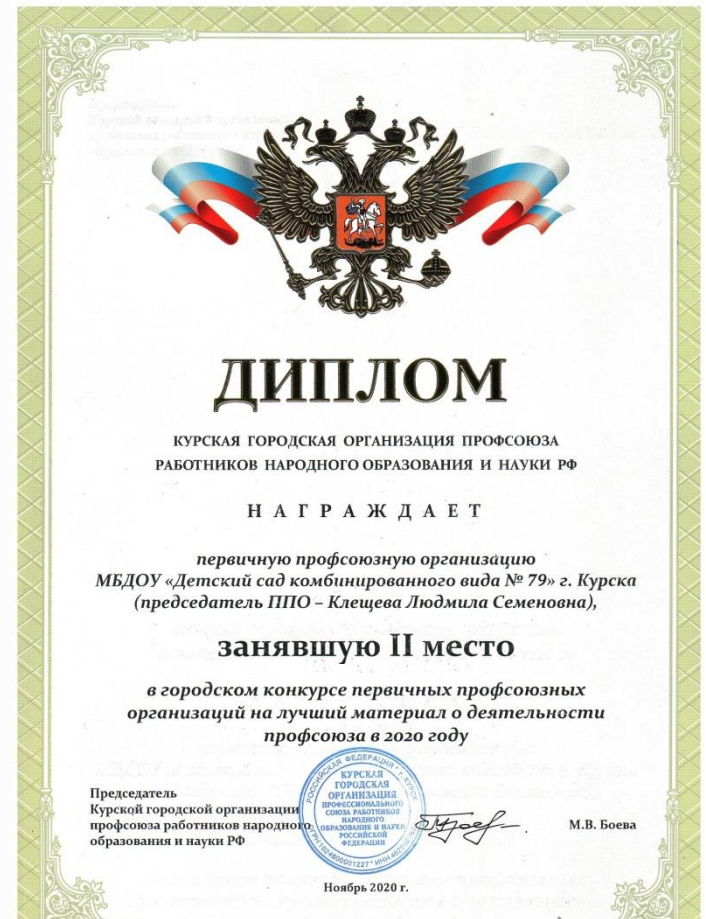 ДИПЛОМ
КУРСКАЯ ГОРОДСКАЯ ОРГАНИЗАЦИЯ ПРОФСОЮЗА
РАБОТНИКОВ НАРОДНОГО ОБРАЗОВАНИЯ И НАУКИ РФ
НАГРАЖДАЕТ
первичную профсоюзную организацию
МБДОУ «Детский сад комбинированного вида № 79» г. Курска
(председатель ППО – Клещева Людмила Семеновна),
занявшую II место
в городском конкурсе первичных профсоюзных
организаций на лучший материал о деятельности
профсоюза в 2020 году
Председатель
Курской городской организации
профсоюза работников народного
образования и науки РФ
РОССИЙСКАЯ ФЕДЕРАЦИЯ * г. КУРСК
КУРСКАЯ
ГОРОДСКАЯ
ОРГАНИЗАЦИЯ
ПРОФЕССИОНАЛЬНОГО
СОЮЗА РАБОТНИКОВ
НАРОДНОГО
ОБРАЗОВАНИЯ И НАУКИ
РОССИЙСКОЙ
ФЕДЕРАЦИИ
М.В. Боева
Ноябрь 2020 г.